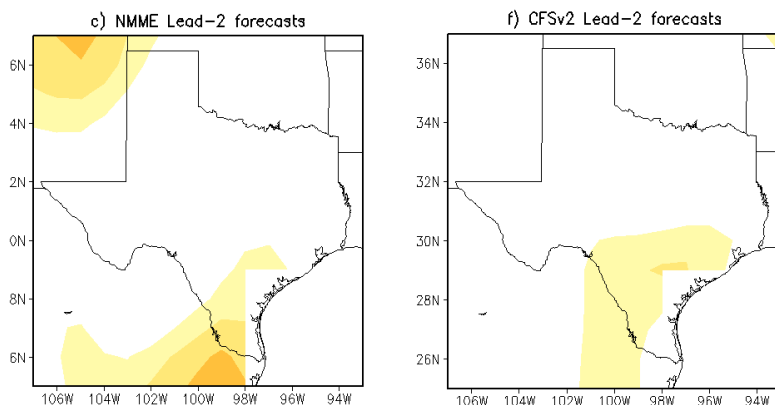 c) NMME Lead-2 forecasts
f) CFSv2 Lead-2 forecasts
6N
4N
2N
0N
8N
6N
106W 104W 102W 100W 98W 96W 94W
36N
34N
32N
30N
28N
26N
106W 104W 102W 100W 98W 96W 94W